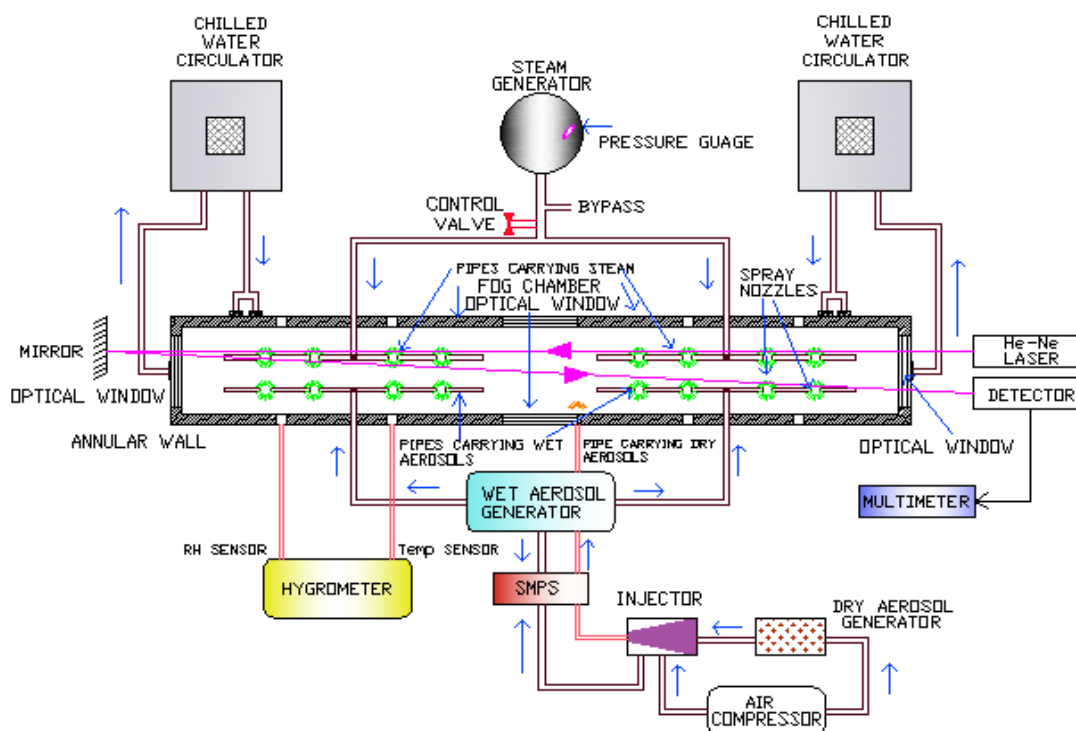 CHILLED
WATER
CIRCULATOR
STEAM
GENERATOR
CHILLED
WATER
CIRCULATOR
PRESSURE GUAGE
CONTROL
VALVE
BYPASS
PIPES CARRYING STEAM
FOG CHAMBER
OPTICAL WINDOW
SPRAY
NOZZLES
MIRROR
He-Ne
LASER
OPTICAL WINDOW
DETECTOR
ANNULAR WALL
PIPES CARRYING WET
AEROSOLS
PIPE CARRYING DRY
AEROSOLS
OPTICAL WINDOW
WET AEROSOL
GENERATOR
MULTIMETER
RH SENSOR
Temp SENSOR
HYGROMETER
SMPS
INJECTOR
DRY AEROSOL
GENERATOR
AIR
COMPRESSOR